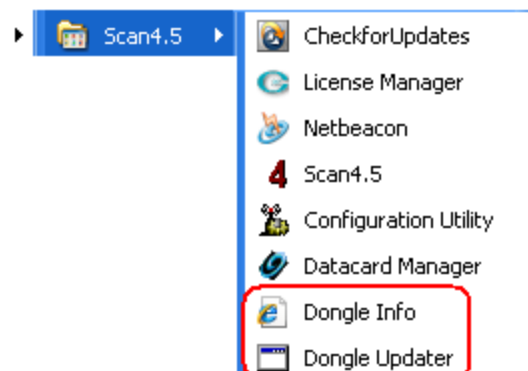 Scan4.5
CheckforUpdates
License Manager
Netbeacon
Scan4.5
Configuration Utility
Datacard Manager
Dongle Info
Dongle Updater